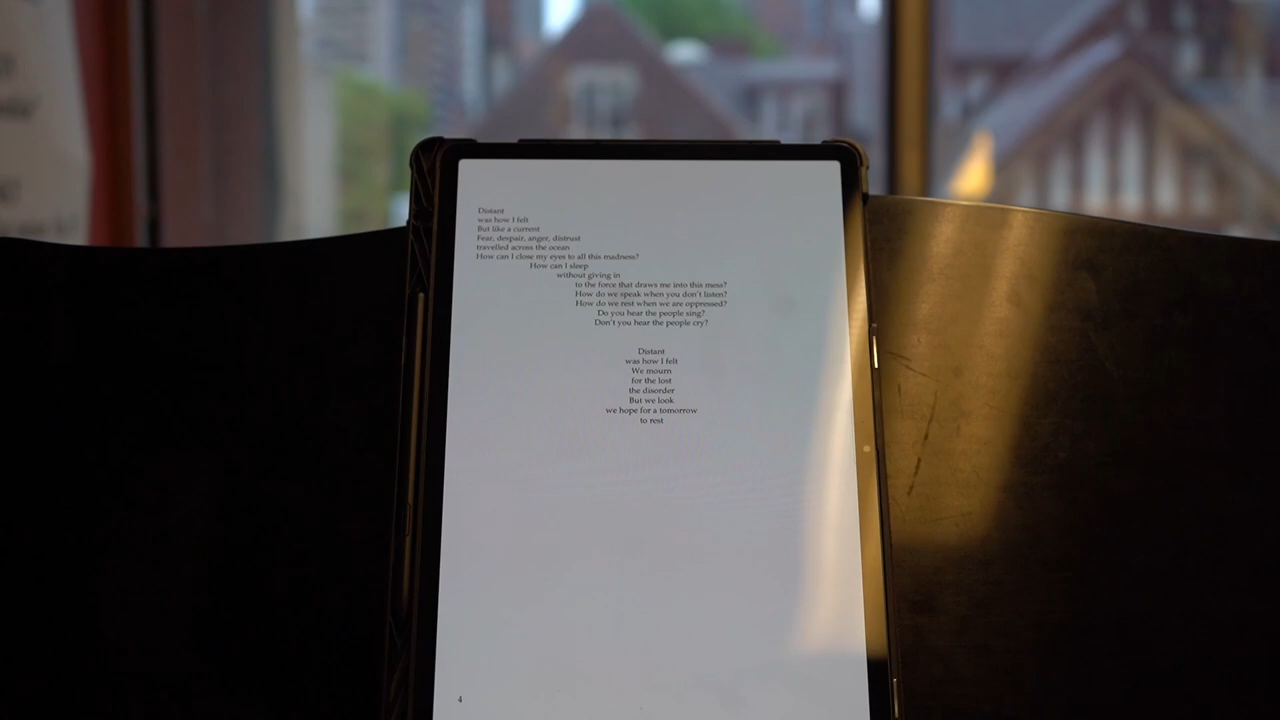 Distant
was how I felt
But like a current
Fear, despair, anger, distrust
travelled across the ocean
How can I close my eyes to all this madness?
How can I sleep
without giving in
to the force that draws me into this mess?
How do we speak when you don't listen?
How do we rest when we are oppressed?
Do you hear the people sing?
Don't you hear the people cry?
Distant
was how I felt
We mourn
for the lost
the disorder
But we look
we hope for a tomorrow
to rest
4